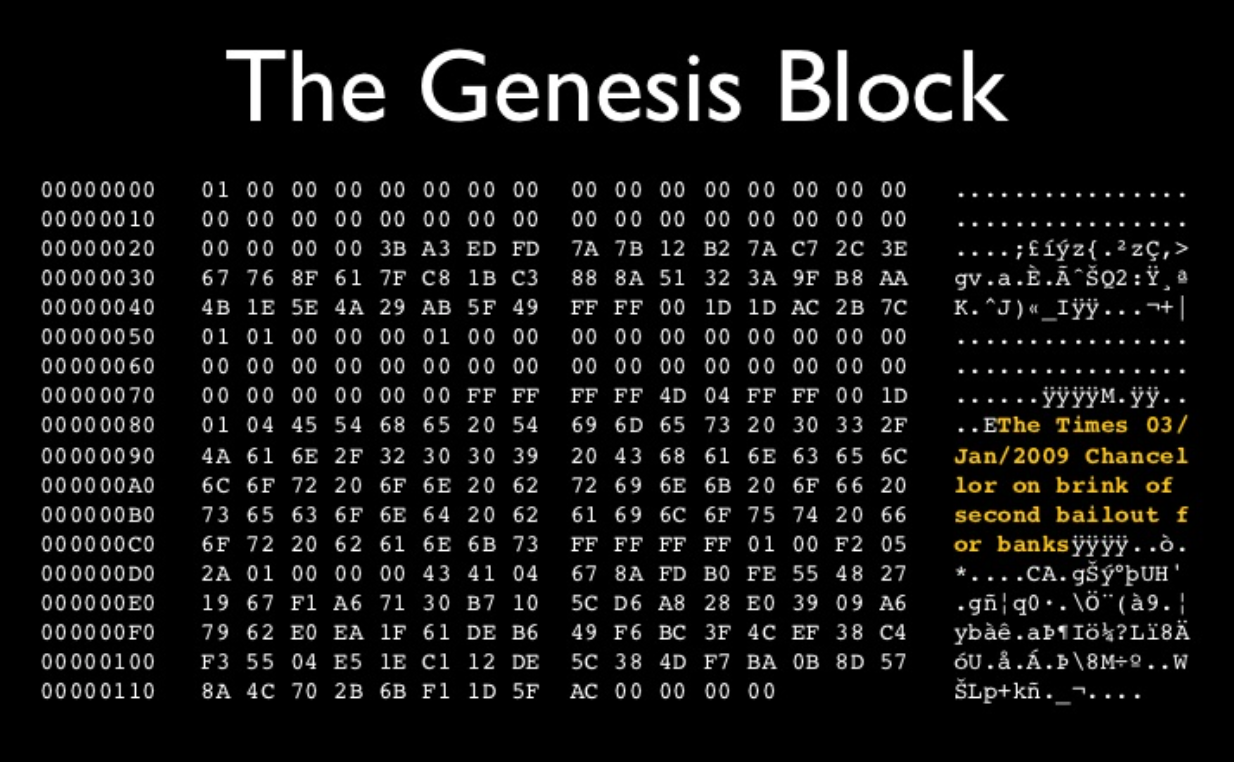 The Genesis Block
00000000 01 00 00 00 00 00 00 00 00 00 00 00 00 00 00 00 ................
00000010 00 00 00 00 00 00 00 00 00 00 00 00 00 00 00 00 ................
00000020 00 00 00 00 3B A3 ED FD 7A 7B 12 B2 7A C7 2C 3E ....;£íýz{.²zÇ,>
00000030 67 76 8F 61 7F C8 1B C3 88 8A 51 32 3A 9F B8 AA gv.a.È.ÃˆŠQ2:Ÿ¸ª
00000040 4B 1E 5E 4A 29 AB 5F 49 FF FF 00 1D 1D AC 2B 7C K.^J)«_Iÿÿ...¬+|
00000050 01 01 00 00 00 01 00 00 00 00 00 00 00 00 00 00 ................
00000060 00 00 00 00 00 00 00 00 00 00 00 00 00 00 00 00 ................
00000070 00 00 00 00 00 00 FF FF FF FF 4D 04 FF FF 00 1D ......ÿÿÿÿM.ÿÿ..
00000080 01 04 45 54 68 65 20 54 69 6D 65 73 20 30 33 2F ..EThe Times 03/
00000090 4A 61 6E 2F 32 30 30 39 20 43 68 61 6E 63 65 6C Jan/2009 Chancel
000000A0 6C 6F 72 20 6F 6E 20 62 72 69 6E 6B 20 6F 66 20 lor on brink of
000000B0 73 65 63 6F 6E 64 20 62 61 69 6C 6F 75 74 20 66 second bailout f
000000C0 6F 72 20 62 61 6E 6B 73 FF FF FF FF 01 00 F2 05 or banksÿÿÿÿ..ò.
000000D0 2A 01 00 00 00 43 41 04 67 8A FD B0 FE 55 48 27 *....CA.gŠý°þUH'
000000E0 19 67 F1 A6 71 30 B7 10 5C D6 A8 28 E0 39 09 A6 .gñ¦q0·.\Ö¨(à9.¦
000000F0 79 62 E0 EA 1F 61 DE B6 49 F6 BC 3F 4C EF 38 C4 ybàê.aÞ¶Iö¼?Lï8Ä
00000100 F3 55 04 E5 1E C1 12 DE 5C 38 4D F7 BA 0B 8D 57 óU.å.Á.Þ\8M÷º..W
00000110 8A 4C 70 2B 6B F1 1D 5F AC 00 00 00 00 ŠLp+kñ._¬....